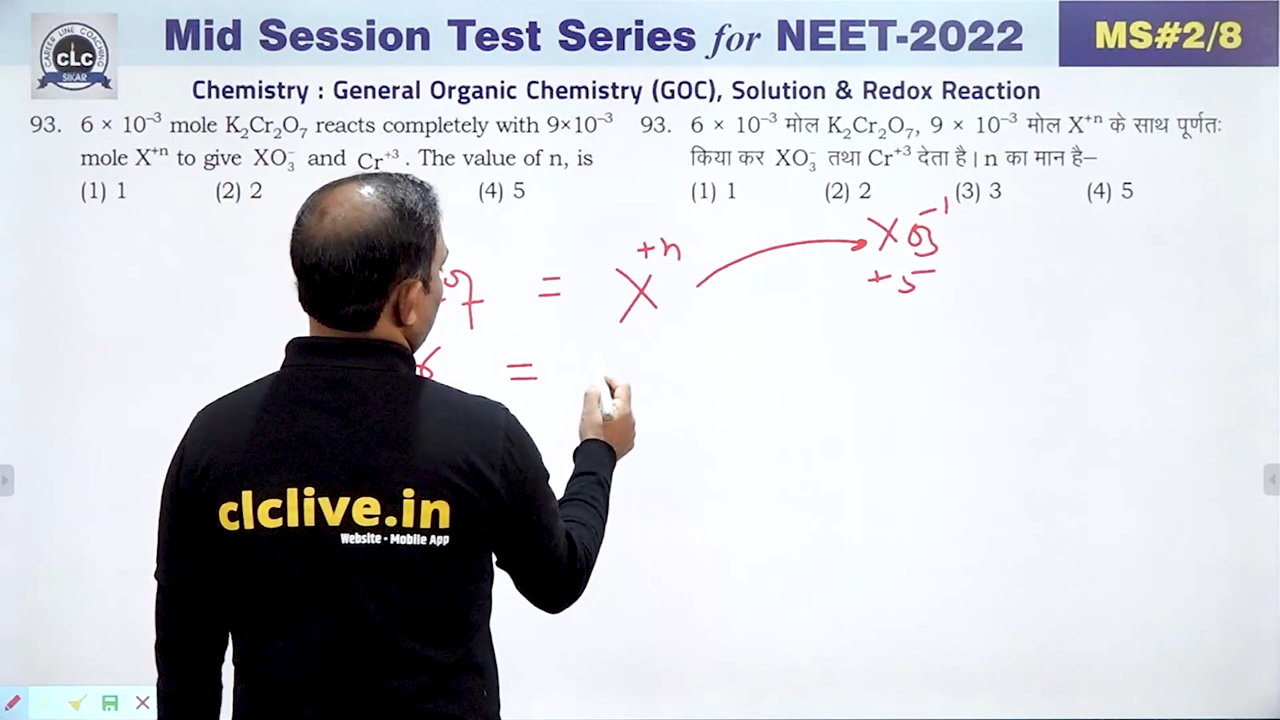 Mid Session Test Series for NEET-2022
MS#2/8
CAREER LINE COACHING
CLC
SIKAR
Chemistry : General Organic Chemistry (GOC), Solution & Redox Reaction
93. 6 × 10⁻³ mole K₂Cr₂O₇ reacts completely with 9×10⁻³
mole X⁺ⁿ to give XO₃⁻ and Cr⁺³. The value of n, is
(1) 1 (2) 2 (4) 5
93. 6 × 10⁻³ मोल K₂Cr₂O₇, 9 × 10⁻³ मोल X⁺ⁿ के साथ पूर्णतः
किया कर XO₃⁻ तथा Cr⁺³ देता है। n का मान है–
(1) 1 (2) 2 (3) 3 (4) 5
O7 = X⁺ⁿ XO₃⁻¹
+5
6 =
clclive.in
Website - Mobile App